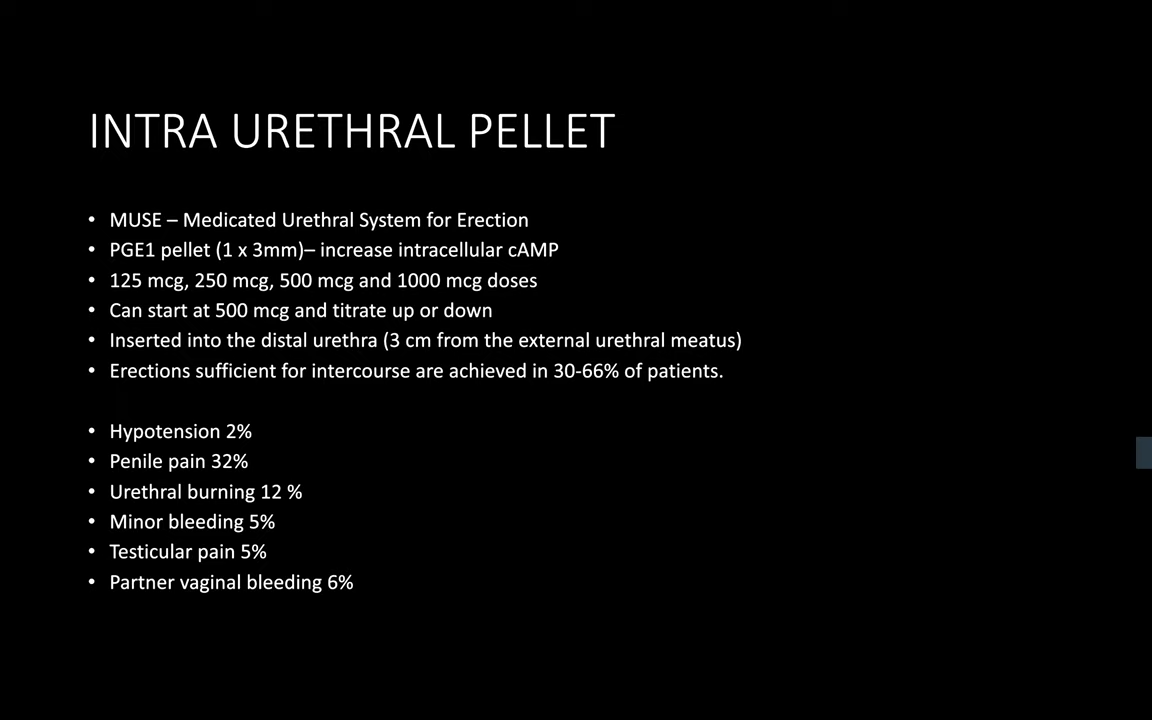 INTRA URETHRAL PELLET
• MUSE – Medicated Urethral System for Erection
• PGE1 pellet (1 x 3mm)– increase intracellular cAMP
• 125 mcg, 250 mcg, 500 mcg and 1000 mcg doses
• Can start at 500 mcg and titrate up or down
• Inserted into the distal urethra (3 cm from the external urethral meatus)
• Erections sufficient for intercourse are achieved in 30-66% of patients.
• Hypotension 2%
• Penile pain 32%
• Urethral burning 12 %
• Minor bleeding 5%
• Testicular pain 5%
• Partner vaginal bleeding 6%